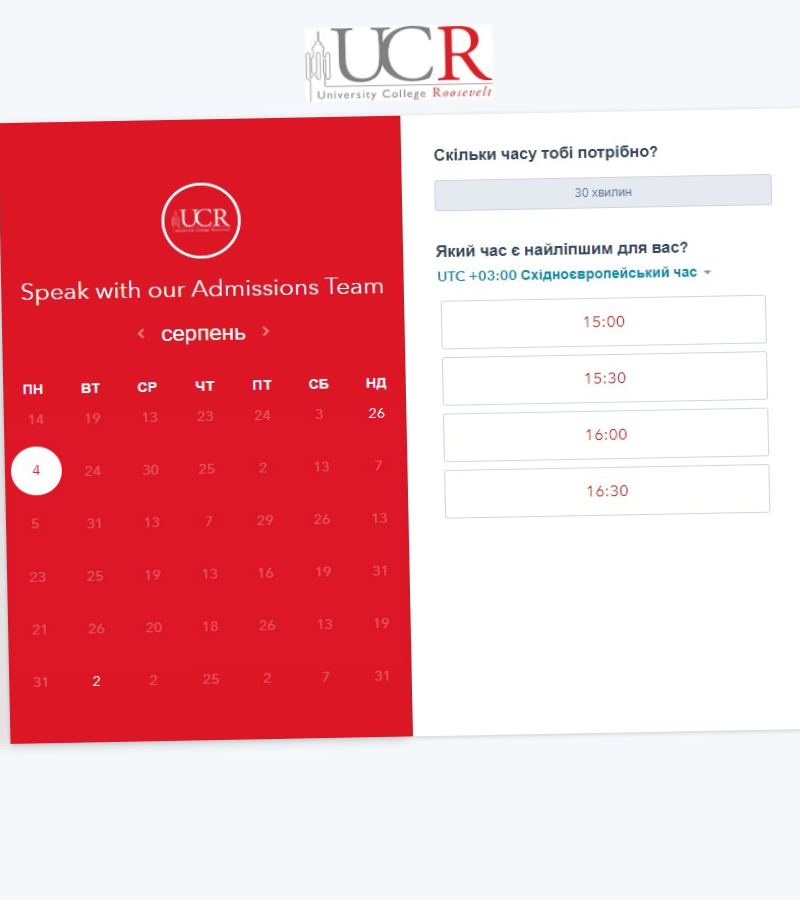 UCR
University College Roosevelt
UCR
University College Roosevelt
Speak with our Admissions Team
серпень
ПН ВТ СР ЧТ ПТ СБ НД
14 19 13 23 24 3 26
4 24 30 25 2 13 7
5 31 13 7 29 26 13
23 25 19 13 16 19 31
21 26 20 18 26 13 19
31 2 2 25 2 7 31
Скільки часу тобі потрібно?
30 хвилин
Який час є найліпшим для вас?
UTC +03:00 Східноєвропейський час
15:00
15:30
16:00
16:30